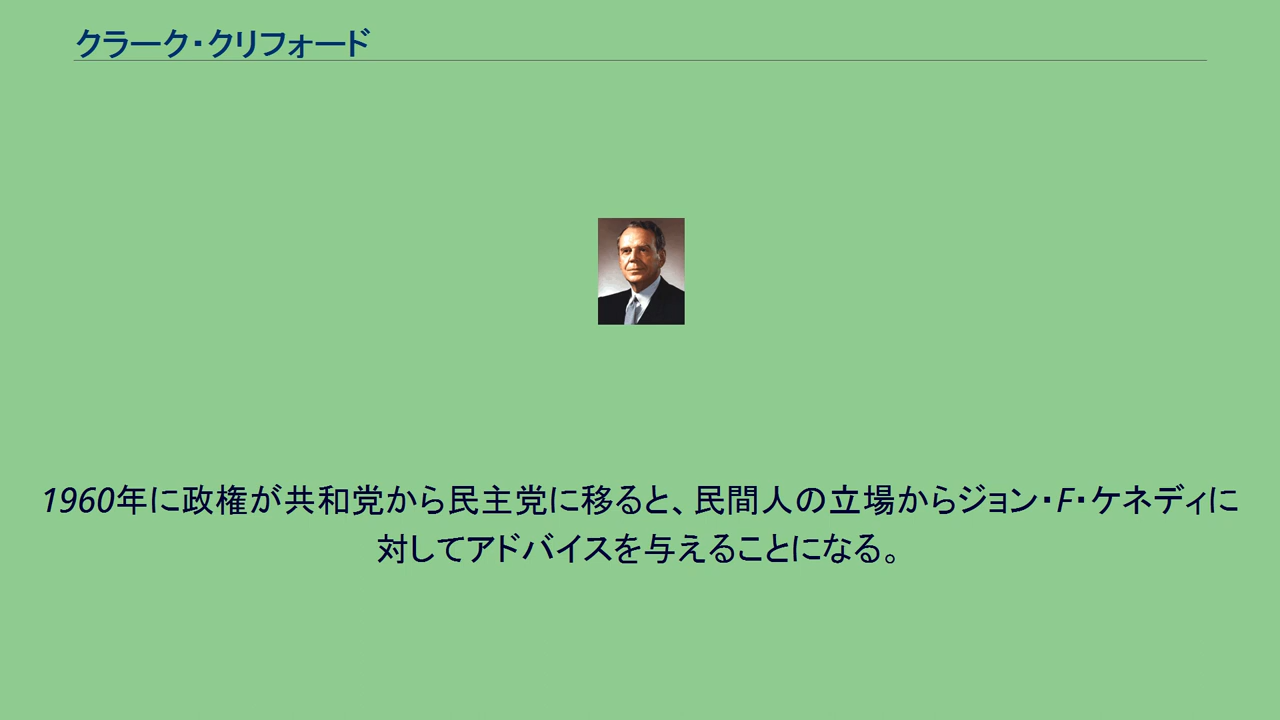 クラーク・クリフォード
1960年に政権が共和党から民主党に移ると、民間人の立場からジョン・F・ケネディに
対してアドバイスを与えることになる。